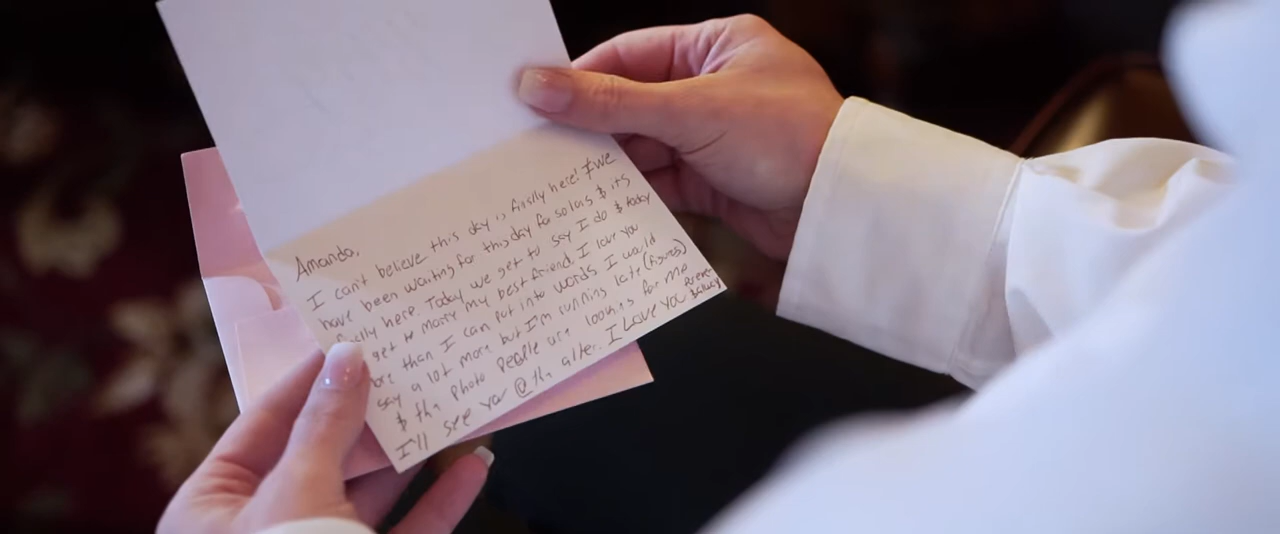 Amanda,
I can't believe this day is finally here! I've
have been waiting for this day for so long & its
finally here. Today we get to say I do & today
get to marry my best friend. I love you
more than I can put into words I would
say a lot more but I'm running late (figures)
& tha photo people are looking for me
I'll see you @ tha alter. I Love You